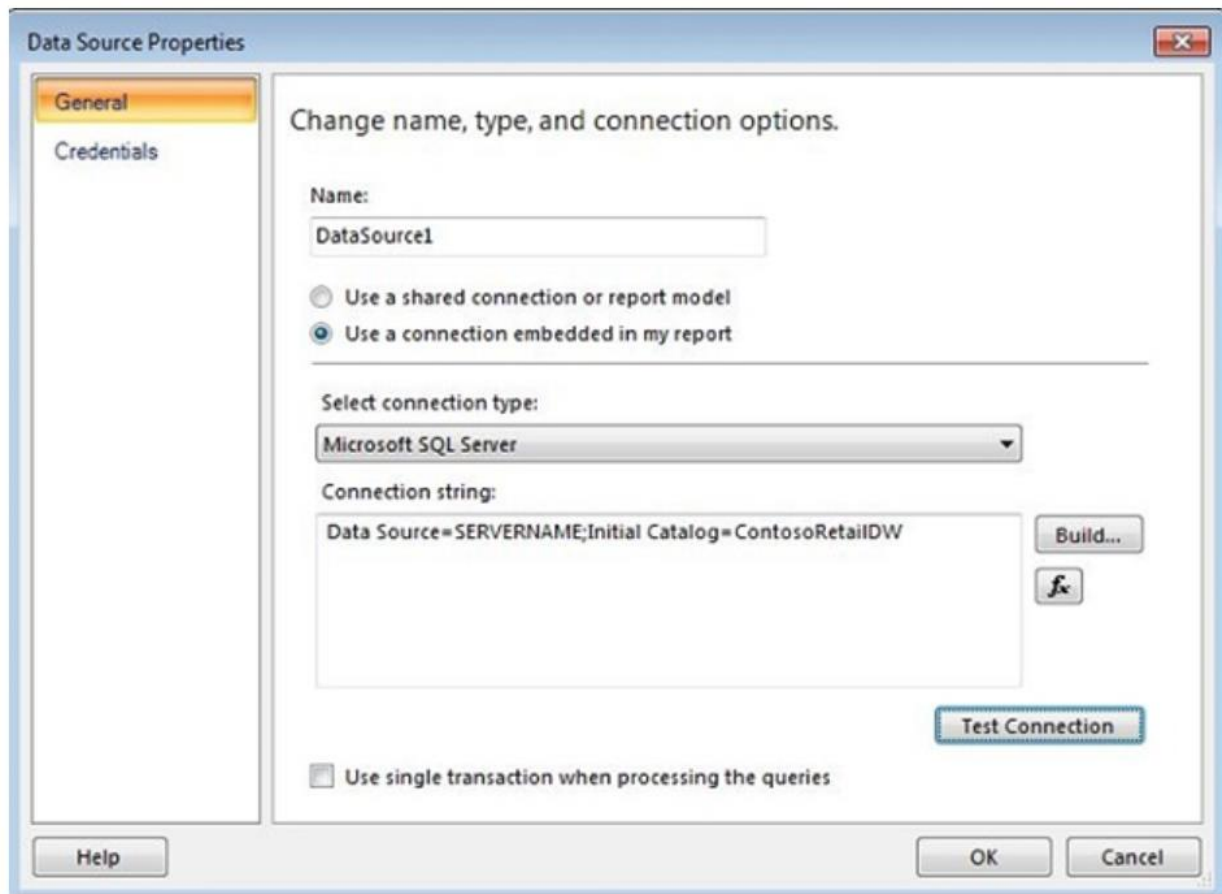 Data Source Properties
General
Credentials
Change name, type, and connection options.
Name:
DataSource1
Use a shared connection or report model
Use a connection embedded in my report
Select connection type:
Microsoft SQL Server
Connection string:
Data Source=SERVERNAME;Initial Catalog=ContosoRetailDW
Build...
fx
Test Connection
Use single transaction when processing the queries
Help
OK
Cancel